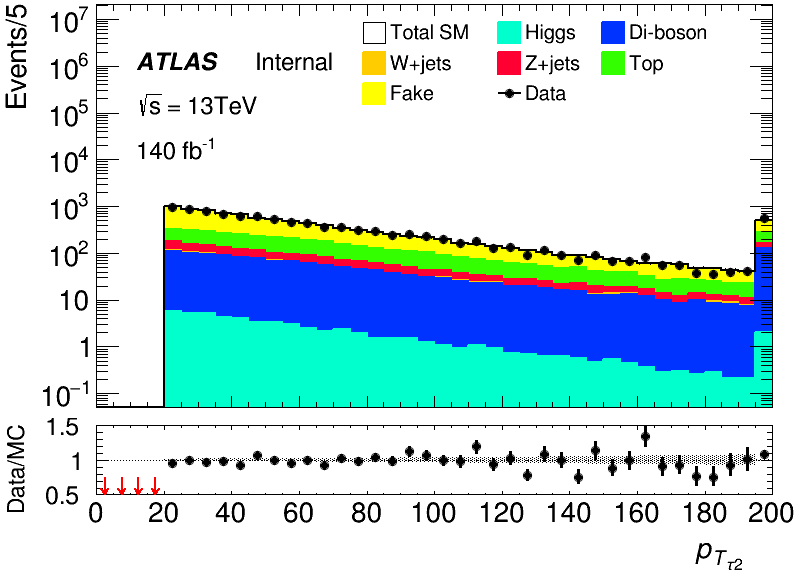 Events/5
10⁷
10⁶
10⁵
10⁴
10³
10²
10
1
10⁻¹
ATLAS Internal
√s = 13TeV
140 fb⁻¹
Total SM Higgs Di-boson
W+jets Z+jets Top
Fake Data
Data/MC
1.5
1
0.5
0 20 40 60 80 100 120 140 160 180 200
p_{T_{τ2}}